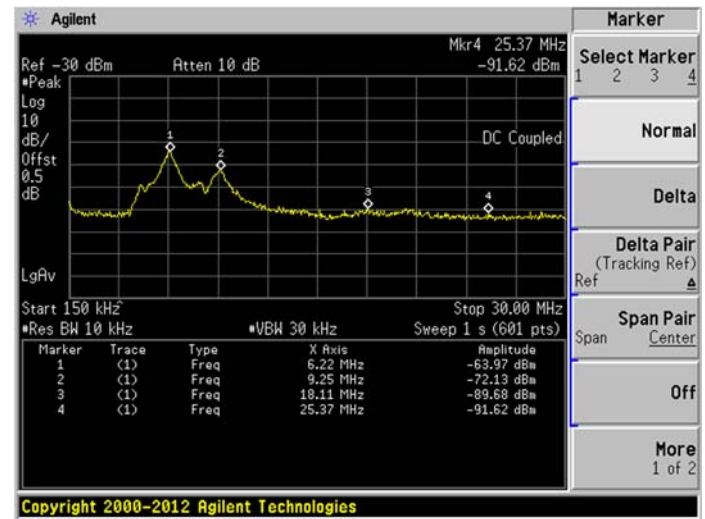 Agilent
Marker
Mkr4 25.37 MHz
Ref -30 dBm Atten 10 dB -91.62 dBm
#Peak
Log
10
dB/
Offst
0.5
dB
DC Coupled
1
2
3
4
LgAv
Start 150 kHz^ Stop 30.00 MHz
#Res BW 10 kHz #VBW 30 kHz Sweep 1 s (601 pts)
Marker Trace Type X Axis Amplitude
1 (1) Freq 6.22 MHz -63.97 dBm
2 (1) Freq 9.25 MHz -72.13 dBm
3 (1) Freq 18.11 MHz -89.68 dBm
4 (1) Freq 25.37 MHz -91.62 dBm
Select Marker
1 2 3 4
Normal
Delta
Delta Pair
(Tracking Ref)
Ref Δ
Span Pair
Span Center
Off
More
1 of 2
Copyright 2000-2012 Agilent Technologies